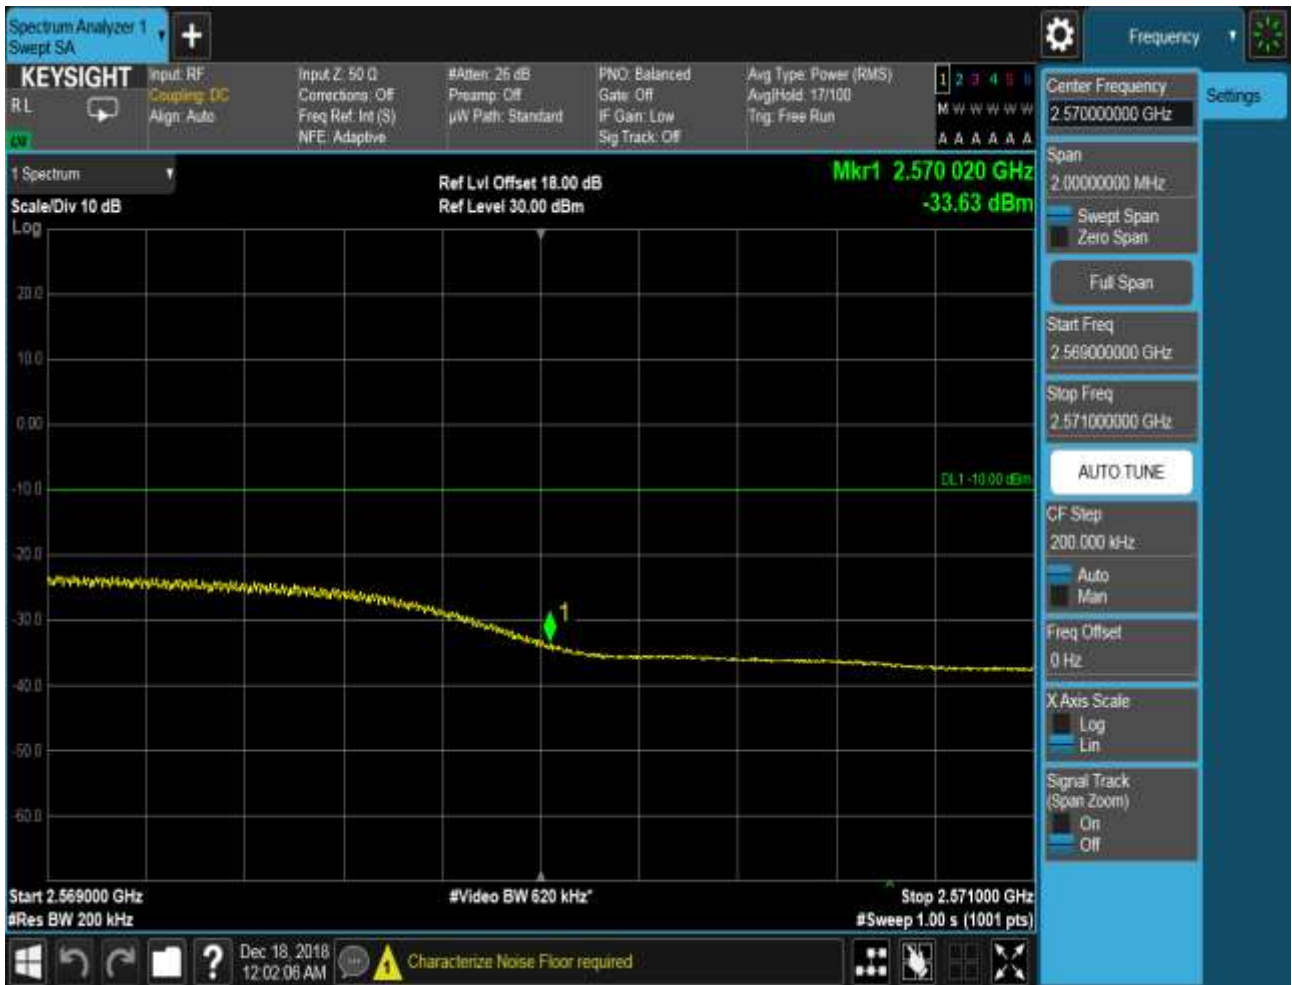 Spectrum Analyzer 1
Swept SA
Frequency
KEYSIGHT
R L
Input: RF
Coupling: DC
Align: Auto
Input Z: 50 Ω
Corrections: Off
Freq Ref: Int (S)
NFE: Adaptive
#Atten: 26 dB
Preamp: Off
µW Path: Standard
PNO: Balanced
Gate: Off
IF Gain: Low
Sig Track: Off
Avg Type: Power (RMS)
Avg|Hold: 17/100
Trig: Free Run
1 2 3 4 5 6
M W W W W W
A A A A A A
1 Spectrum
Scale/Div 10 dB
Log
Ref Lvl Offset 18.00 dB
Ref Level 30.00 dBm
Mkr1 2.570 020 GHz
-33.63 dBm
20.0
10.0
0.00
-10.0
-20.0
-30.0
-40.0
-50.0
-60.0
DL1 -10.00 dBm
1
Start 2.569000 GHz
#Res BW 200 kHz
#Video BW 620 kHz*
Stop 2.571000 GHz
#Sweep 1.00 s (1001 pts)
Center Frequency
2.570000000 GHz
Settings
Span
2.00000000 MHz
Swept Span
Zero Span
Full Span
Start Freq
2.569000000 GHz
Stop Freq
2.571000000 GHz
AUTO TUNE
CF Step
200.000 kHz
Auto
Man
Freq Offset
0 Hz
X Axis Scale
Log
Lin
Signal Track
(Span Zoom)
On
Off
?
Dec 18, 2018
12:02:06 AM
1
Characterize Noise Floor required